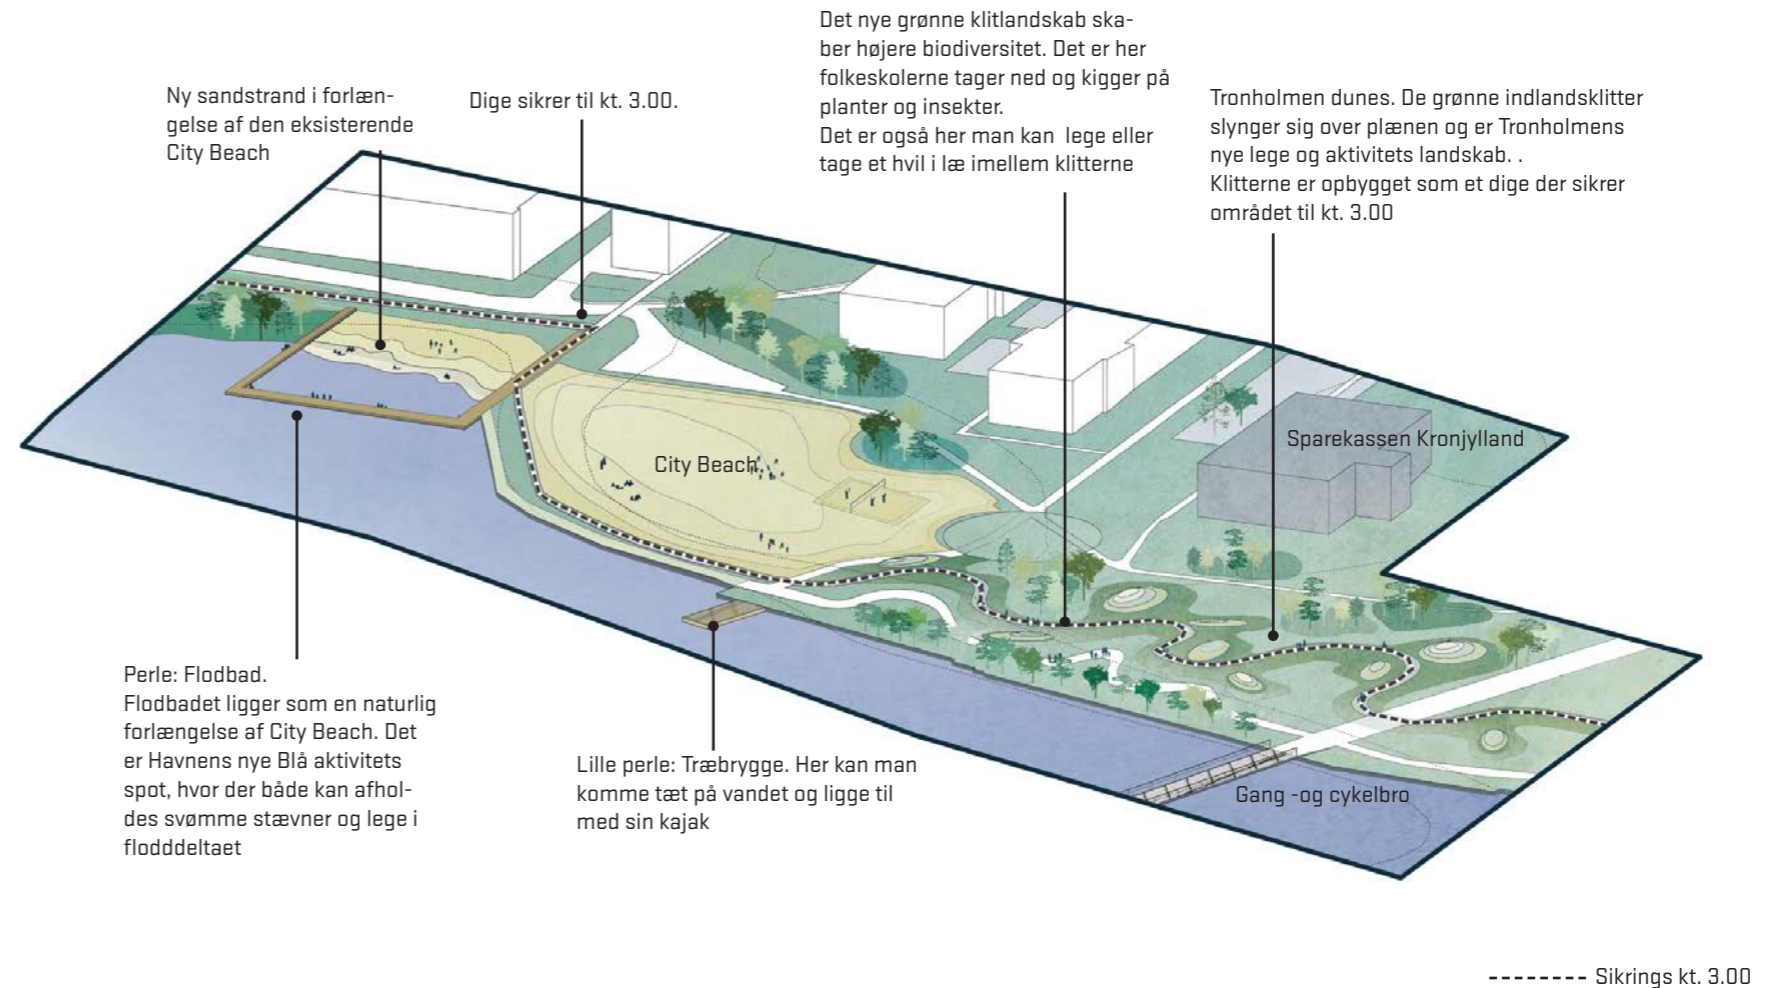 Det nye grønne klitlandskab ska-
ber højere biodiversitet. Det er her
folkeskolerne tager ned og kigger på
planter og insekter.
Det er også her man kan lege eller
tage et hvil i læ imellem klitterne
Ny sandstrand i forlæn-
gelse af den eksisterende
City Beach
Dige sikrer til kt. 3.00.
Tronholmen dunes. De grønne indlandsklitter
slynger sig over plænen og er Tronholmens
nye lege og aktivitets landskab. .
Klitterne er opbygget som et dige der sikrer
området til kt. 3.00
Sparekassen Kronjylland
City Beach
Perle: Flodbad.
Flodbadet ligger som en naturlig
forlængelse af City Beach. Det
er Havnens nye Blå aktivitets
spot, hvor der både kan afhol-
des svømme stævner og lege i
flodddeltaet
Lille perle: Træbrygge. Her kan man
komme tæt på vandet og ligge til
med sin kajak
Gang -og cykelbro
Sikrings kt. 3.00